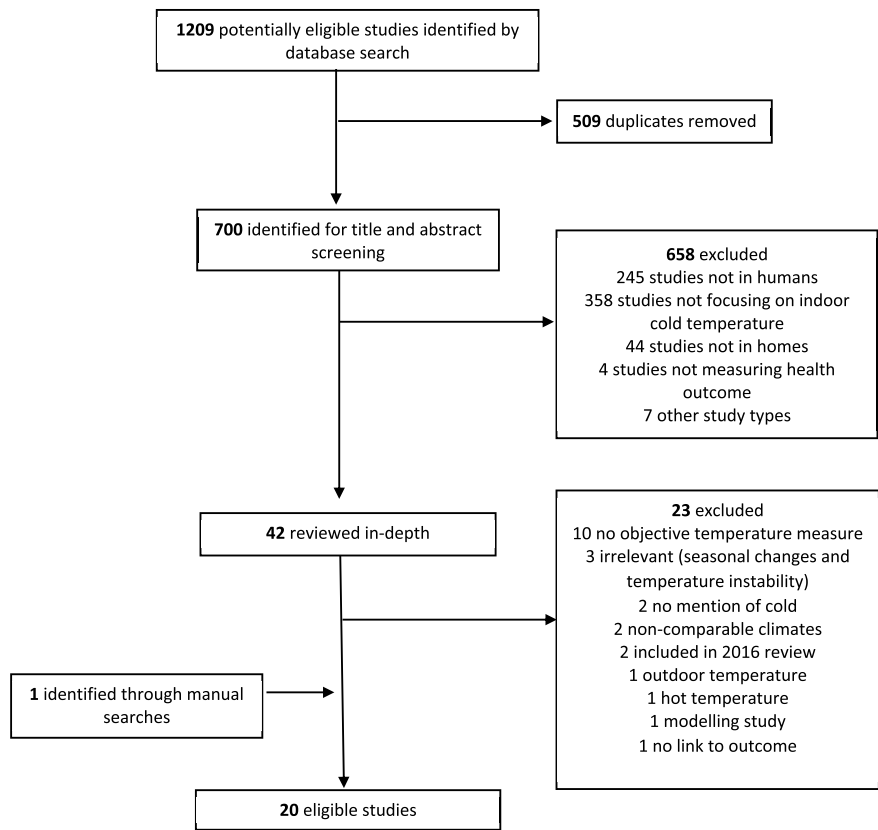 1209 potentially eligible studies identified by
database search
509 duplicates removed
700 identified for title and abstract
screening
658 excluded
245 studies not in humans
358 studies not focusing on indoor
cold temperature
44 studies not in homes
4 studies not measuring health
outcome
7 other study types
42 reviewed in-depth
23 excluded
10 no objective temperature measure
3 irrelevant (seasonal changes and
temperature instability)
2 no mention of cold
2 non-comparable climates
2 included in 2016 review
1 outdoor temperature
1 hot temperature
1 modelling study
1 no link to outcome
1 identified through manual
searches
20 eligible studies